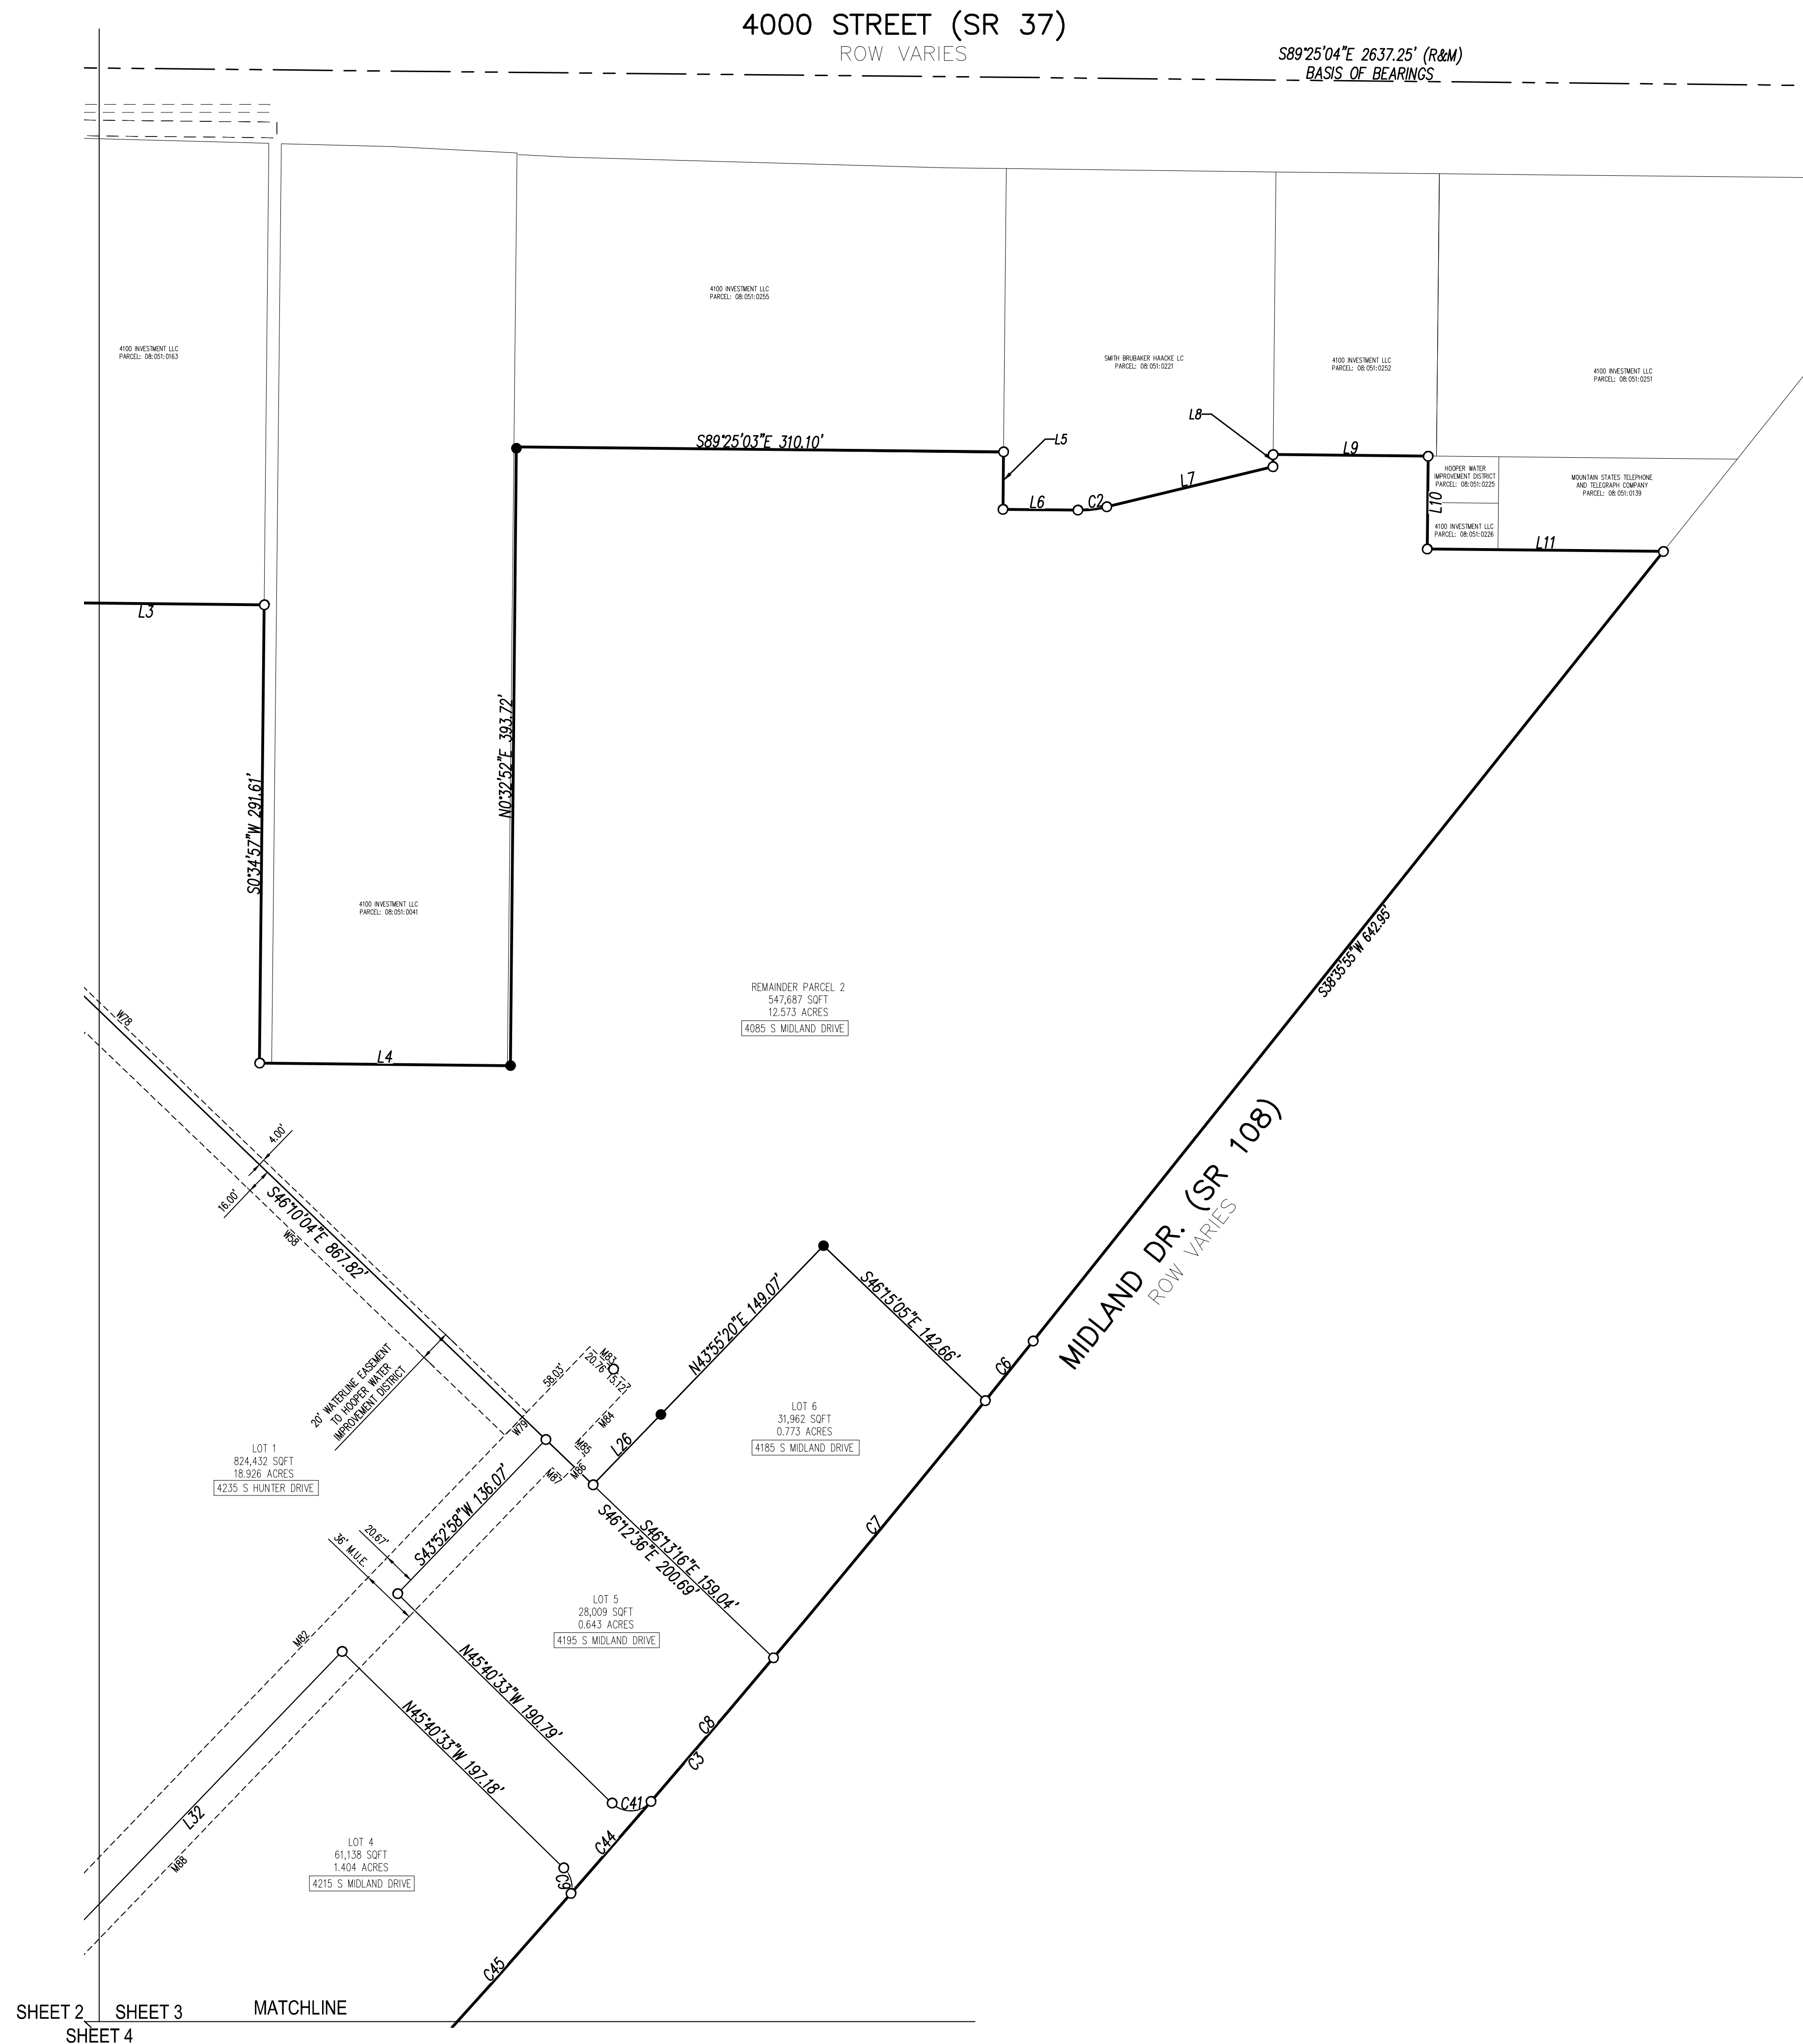 4000 STREET (SR 37)
ROW VARIES
S89°25'04"E 2637.25' (R&M)
BASIS OF BEARINGS
4100 INVESTMENT LLC
PARCEL: 08:051:0255
4100 INVESTMENT LLC
PARCEL: 08:051:0163
SMITH BRUBAKER HAACKE LC
PARCEL: 08:051:0221
4100 INVESTMENT LLC
PARCEL: 08:051:0252
4100 INVESTMENT LLC
PARCEL: 08:051:0251
L8
S89°25'03"E 310.10'
L5
L9
HOOPER WATER
IMPROVEMENT DISTRICT
PARCEL: 08:051:0225
MOUNTAIN STATES TELEPHONE
AND TELEGRAPH COMPANY
PARCEL: 08:051:0139
L7
L6
C2
L10
4100 INVESTMENT LLC
PARCEL: 08:051:0226
L11
L3
N0°32'52"E 393.72'
S0°34'57"W 291.61'
4100 INVESTMENT LLC
PARCEL: 08:051:0041
S38°35'55"W 642.95'
REMAINDER PARCEL 2
547,687 SQFT
12.573 ACRES
4085 S MIDLAND DRIVE
W78
L4
4.00'
16.00'
S46°10'04"E 867.82'
W58
MIDLAND DR. (SR 108)
ROW VARIES
N43°55'20"E 149.07'
S46°15'05"E 142.66'
C6
20' WATERLINE EASEMENT
TO HOOPER WATER
IMPROVEMENT DISTRICT
58.03'
M83
20.76'
15.12'
M84
W79
M85
M86
M87
L26
LOT 6
31,962 SQFT
0.773 ACRES
4185 S MIDLAND DRIVE
LOT 1
824,432 SQFT
18.926 ACRES
4235 S HUNTER DRIVE
S43°52'58"W 136.07'
20.67'
36' M.U.E.
S46°13'16"E 159.04'
S46°12'36"E 200.69'
C7
LOT 5
28,009 SQFT
0.643 ACRES
4195 S MIDLAND DRIVE
M82
N45°40'33"W 190.79'
N45°40'33"W 197.18'
C8
C3
C41
C44
L32
M88
LOT 4
61,138 SQFT
1.404 ACRES
4215 S MIDLAND DRIVE
C9
C45
SHEET 2
SHEET 3
MATCHLINE
SHEET 4